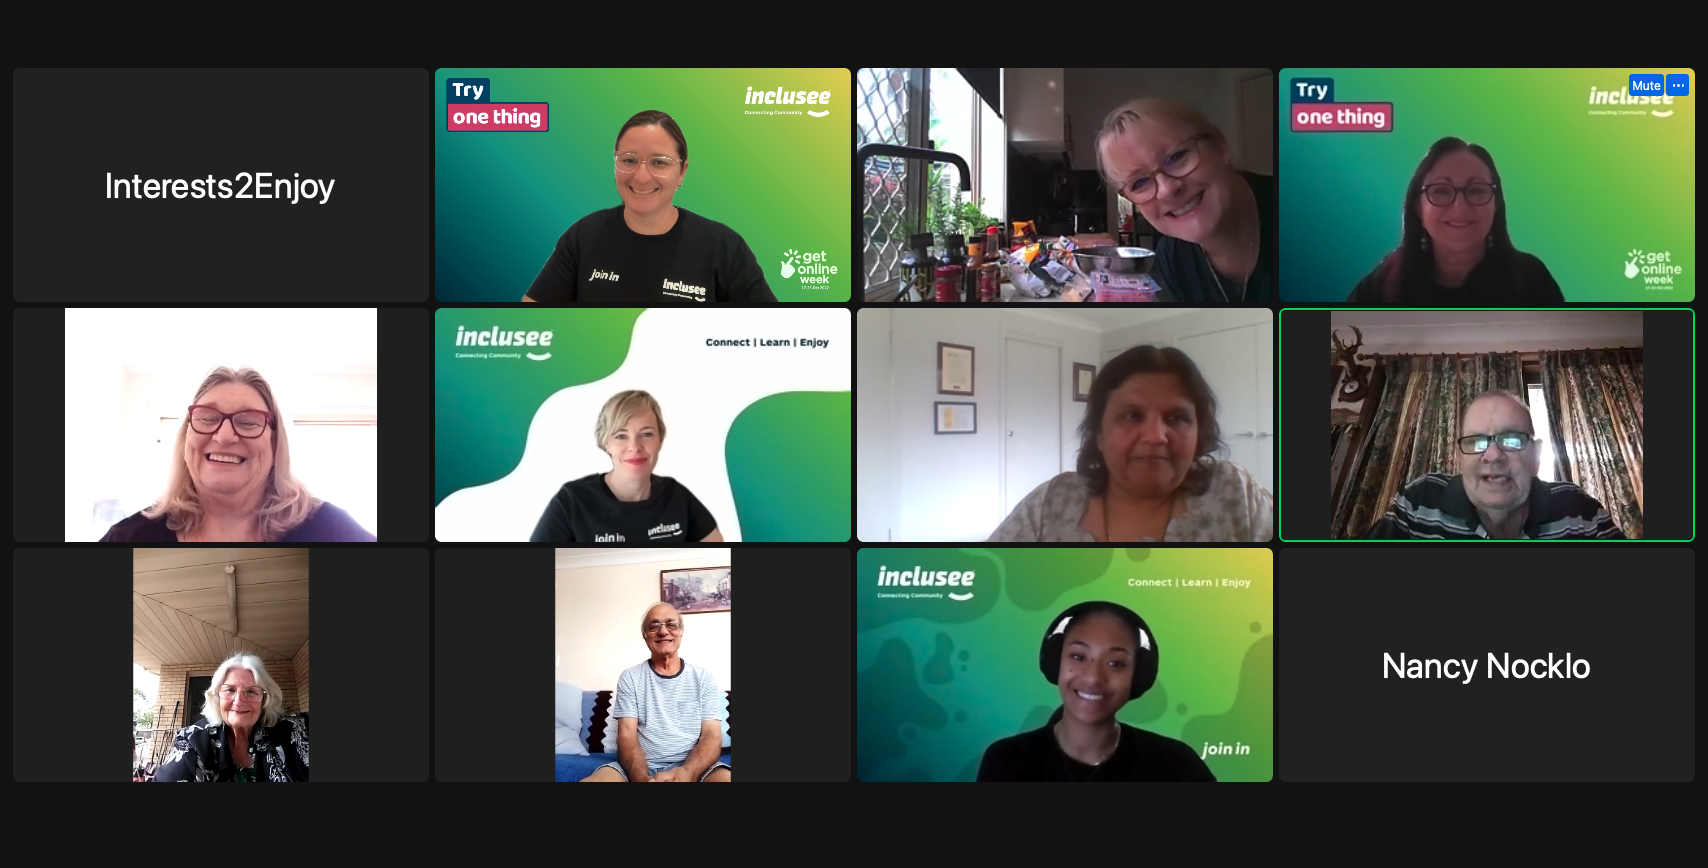 Interests2Enjoy
Try
one thing
inclusee
Connecting Community
join in
inclusee
get
online
week
Try
one thing
inclusee
Connecting Community
Mute
get
online
week
inclusee
Connecting Community
Connect | Learn | Enjoy
join in
inclusee
inclusee
Connecting Community
Connect | Learn | Enjoy
join in
Nancy Nocklo